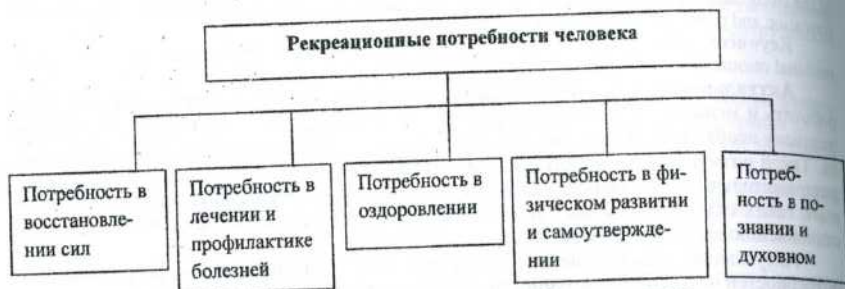 Рекреационные потребности человека
Потребность в
восстановле-
нии сил
Потребность в
лечении и
профилактике
болезней
Потребность в
оздоровлении
Потребность в фи-
зическом развитии
и самоутвержде-
нии
Потреб-
ность в по-
знании и
духовном